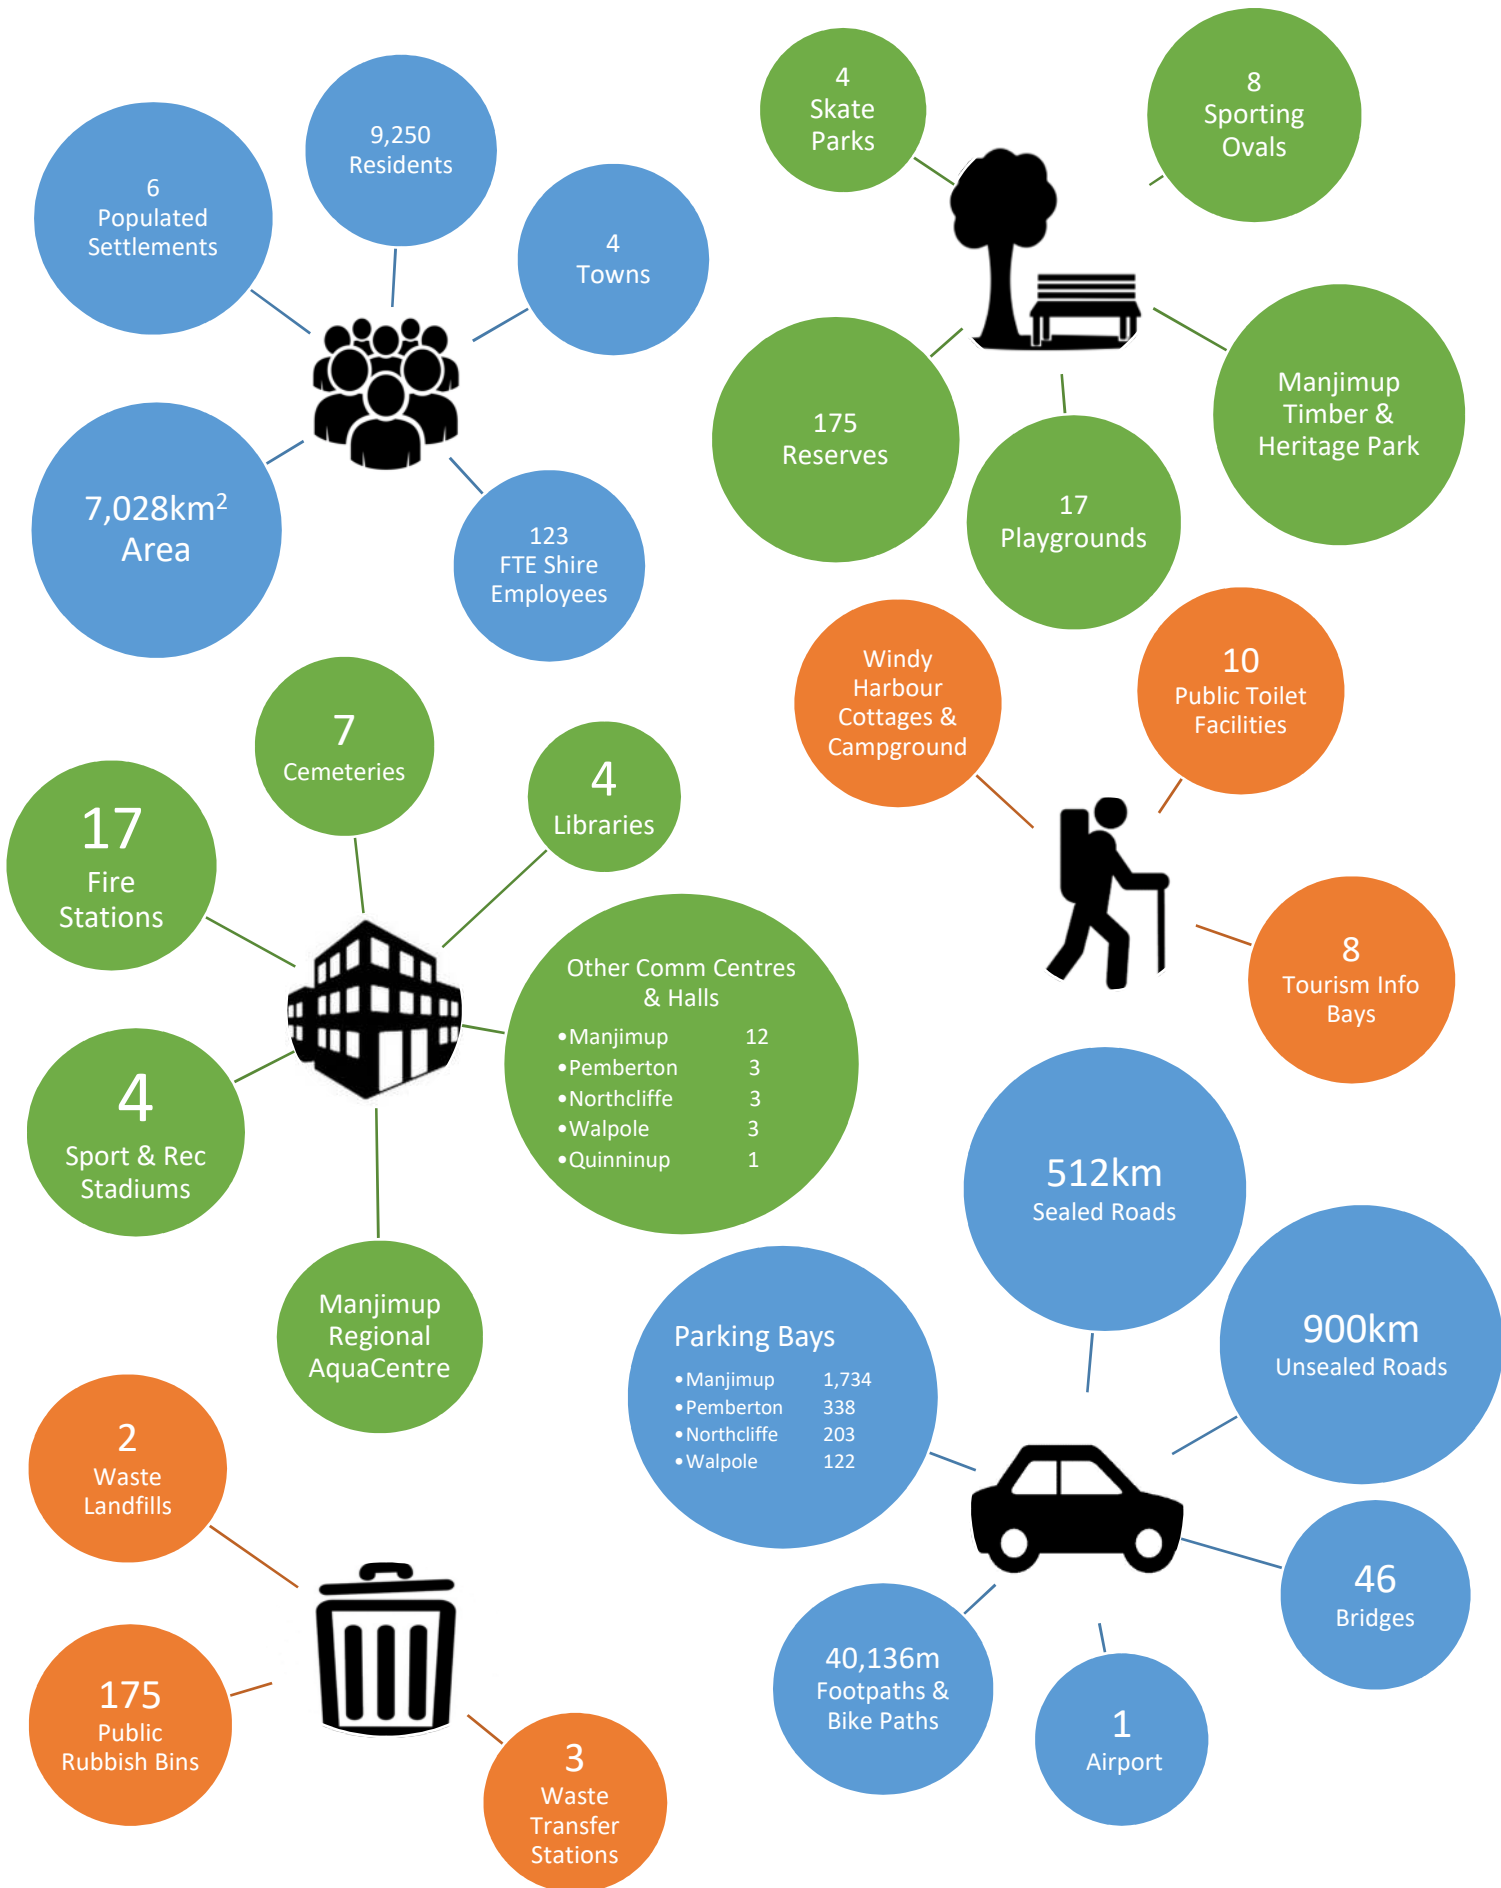 6
Populated
Settlements
9,250
Residents
4
Towns
7,028km²
Area
123
FTE Shire
Employees
4
Skate
Parks
8
Sporting
Ovals
175
Reserves
17
Playgrounds
Manjimup
Timber &
Heritage Park
Windy
Harbour
Cottages &
Campground
10
Public Toilet
Facilities
8
Tourism Info
Bays
7
Cemeteries
4
Libraries
17
Fire
Stations
Other Comm Centres
& Halls
•Manjimup 12
•Pemberton 3
•Northcliffe 3
•Walpole 3
•Quinninup 1
4
Sport & Rec
Stadiums
Manjimup
Regional
AquaCentre
512km
Sealed Roads
900km
Unsealed Roads
Parking Bays
•Manjimup 1,734
•Pemberton 338
•Northcliffe 203
•Walpole 122
46
Bridges
40,136m
Footpaths &
Bike Paths
1
Airport
2
Waste
Landfills
175
Public
Rubbish Bins
3
Waste
Transfer
Stations